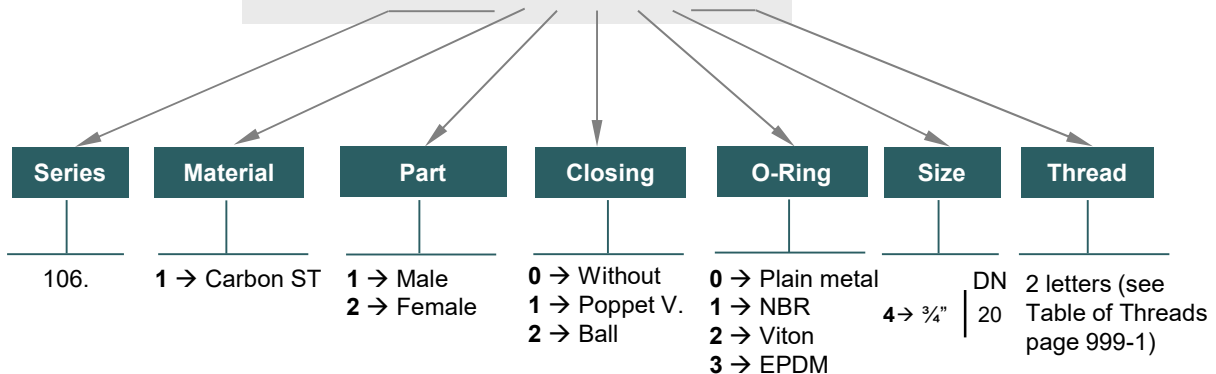 Series
Material
Part
Closing
O-Ring
Size
Thread
106.
1 → Carbon ST
1 → Male
2 → Female
0 → Without
1 → Poppet V.
2 → Ball
0 → Plain metal
1 → NBR
2 → Viton
3 → EPDM
DN
4→ ¾” 20
2 letters (see
Table of Threads
page 999-1)